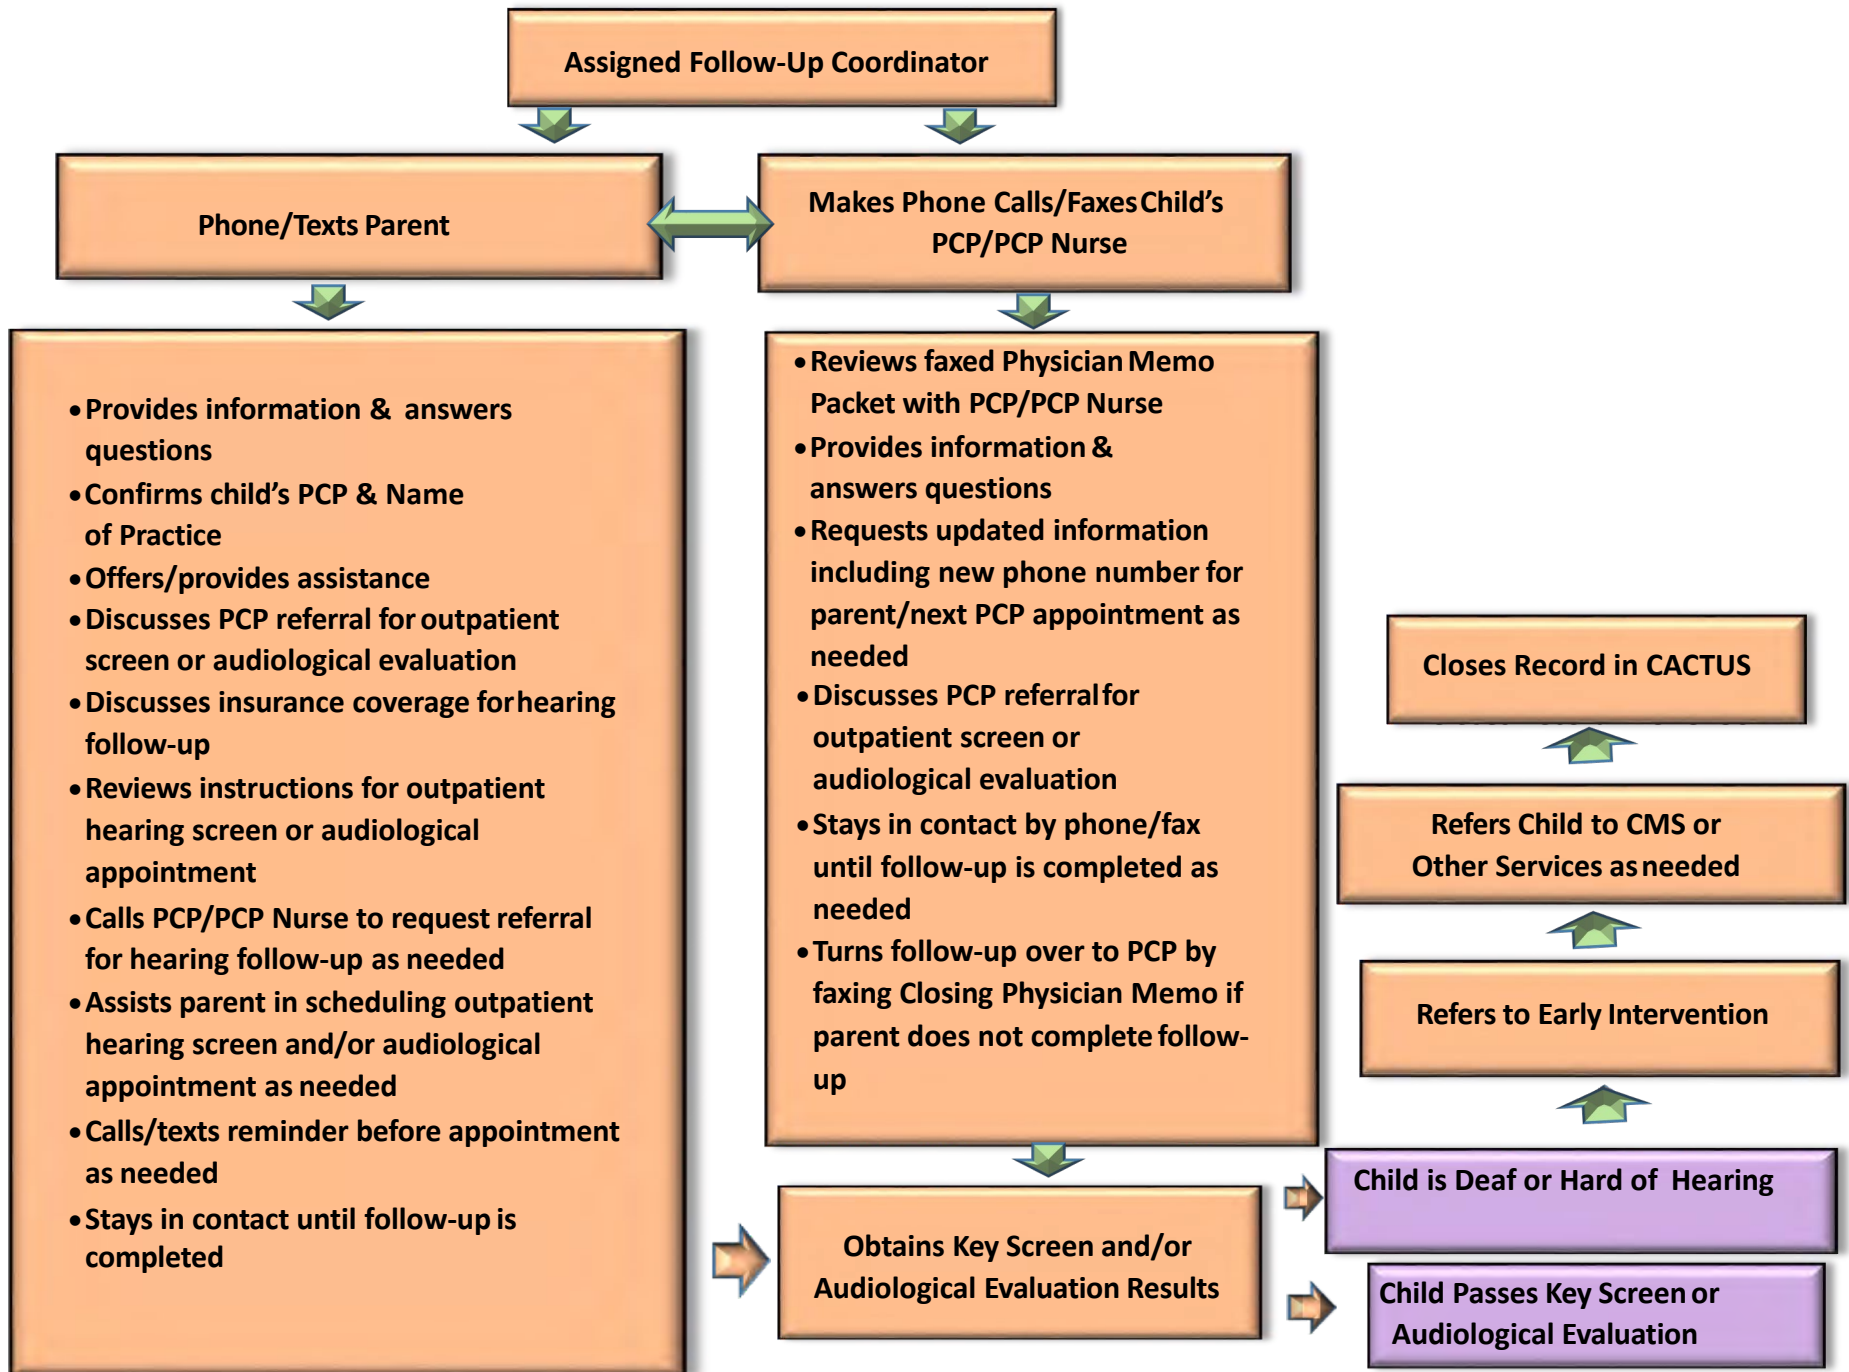 Assigned Follow-Up Coordinator
Phone/Texts Parent
Makes Phone Calls/Faxes Child's
PCP/PCP Nurse
• Provides information & answers
questions
• Confirms child's PCP & Name
of Practice
• Offers/provides assistance
• Discusses PCP referral for outpatient
screen or audiological evaluation
• Discusses insurance coverage for hearing
follow-up
• Reviews instructions for outpatient
hearing screen or audiological
appointment
• Calls PCP/PCP Nurse to request referral
for hearing follow-up as needed
• Assists parent in scheduling outpatient
hearing screen and/or audiological
appointment as needed
• Calls/texts reminder before appointment
as needed
• Stays in contact until follow-up is
completed
• Reviews faxed Physician Memo
Packet with PCP/PCP Nurse
• Provides information &
answers questions
• Requests updated information
including new phone number for
parent/next PCP appointment as
needed
• Discusses PCP referral for
outpatient screen or
audiological evaluation
• Stays in contact by phone/fax
until follow-up is completed as
needed
• Turns follow-up over to PCP by
faxing Closing Physician Memo if
parent does not complete follow-
up
Obtains Key Screen and/or
Audiological Evaluation Results
Closes Record in CACTUS
Refers Child to CMS or
Other Services as needed
Refers to Early Intervention
Child is Deaf or Hard of Hearing
Child Passes Key Screen or
Audiological Evaluation